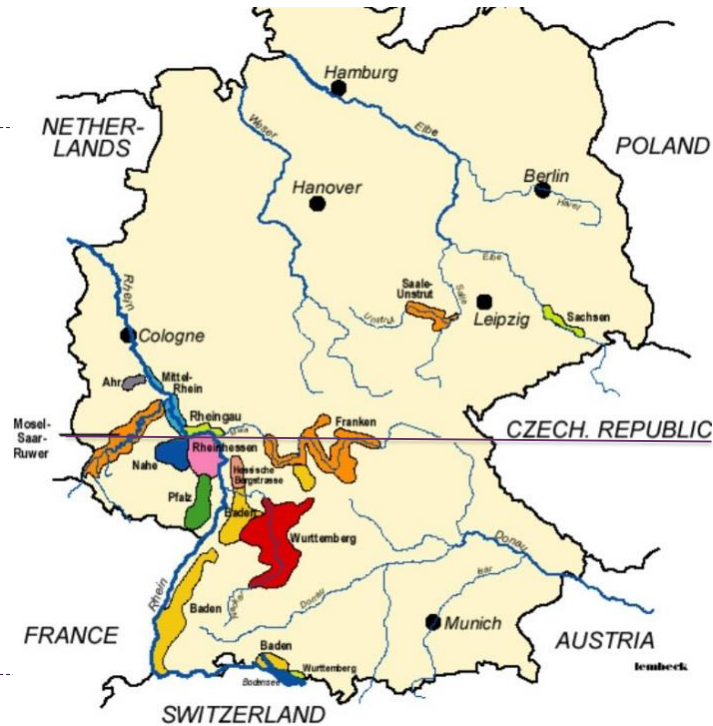 Hamburg
NETHER-
LANDS
Weser
Elbe
POLAND
Berlin
Hanover
Havel
Elbe
Rhein
Saale-
Unstrut
Saale
Unstrut
Leipzig
Sachsen
Cologne
Ahr
Mittel-
Rhein
Rheingau
Franken
Mosel-
Saar-
Ruwer
CZECH. REPUBLIC
Rheinhessen
Nahe
Hessische
Bergstrasse
Pfalz
Baden
Wurttemberg
Donau
Isar
Rhein
Neckar
Donau
Baden
Munich
FRANCE
AUSTRIA
Baden
Wurttemberg
lembeck
Bodensee
SWITZERLAND